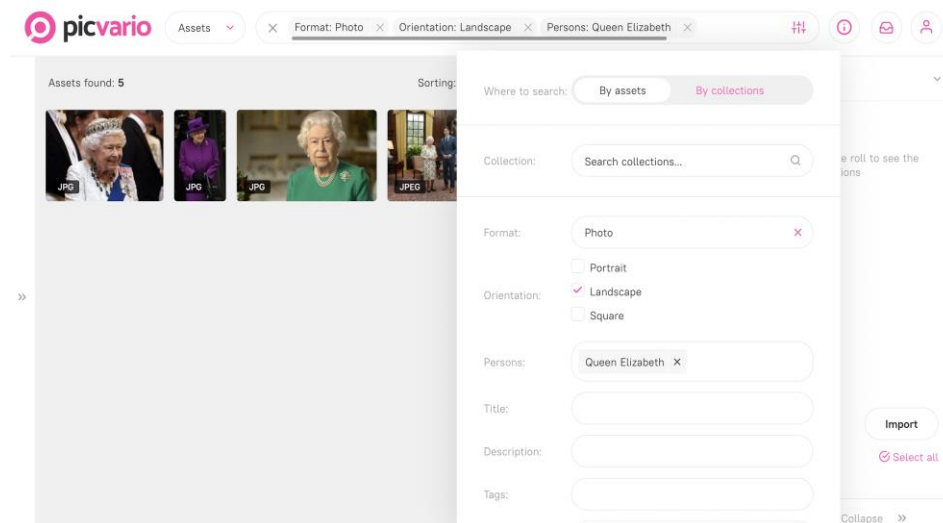 picvario
Assets
Format: Photo
Orientation: Landscape
Persons: Queen Elizabeth
Assets found: 5
Sorting:
Where to search:
By assets
By collections
JPG
JPG
JPG
JPEG
Collection:
Search collections...
e roll to see the
ions
Format:
Photo
Orientation:
Portrait
Landscape
Square
Persons:
Queen Elizabeth
Title:
Description:
Tags:
Import
Select all
Collapse